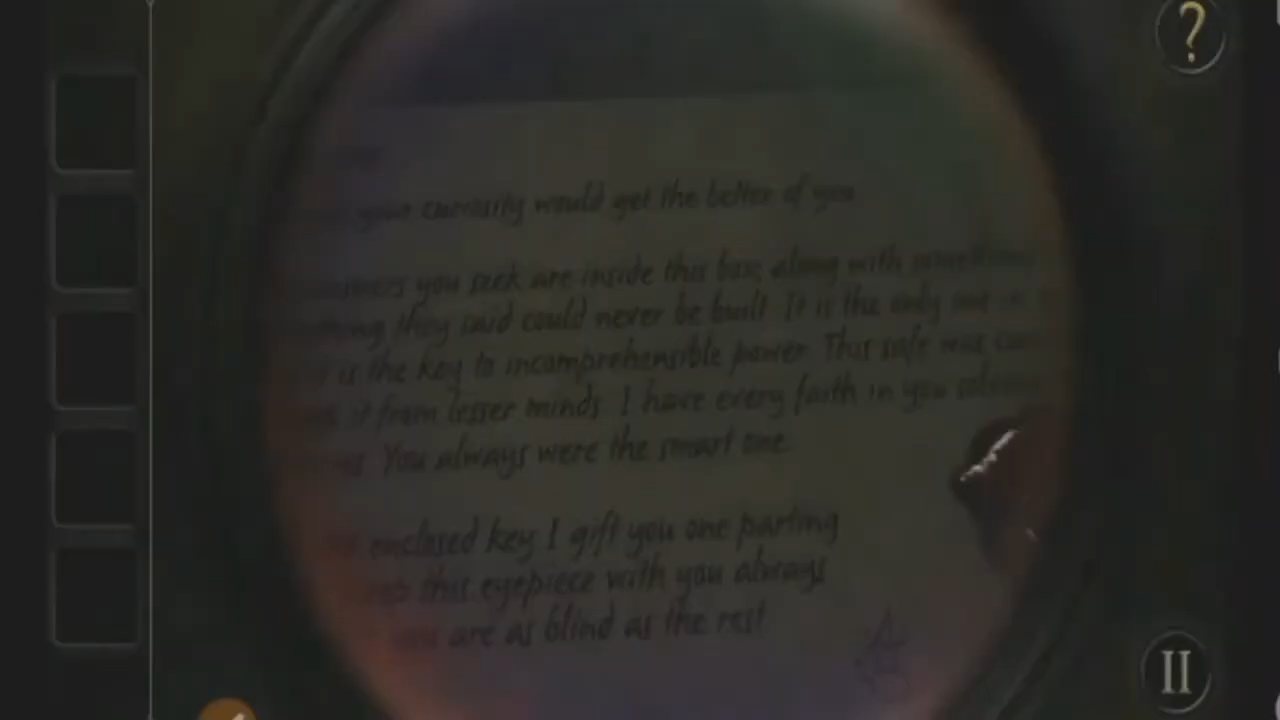 ?
your curiosity would get the better of you
you seek are inside this box, along with
they said could never be built. It is the only one in
is the key to incomprehensible power. This safe was
it from lesser minds. I have every faith in you
You always were the smart one.
enclosed key I gift you one parting
this eyepiece with you always
you are as blind as the rest
A
II